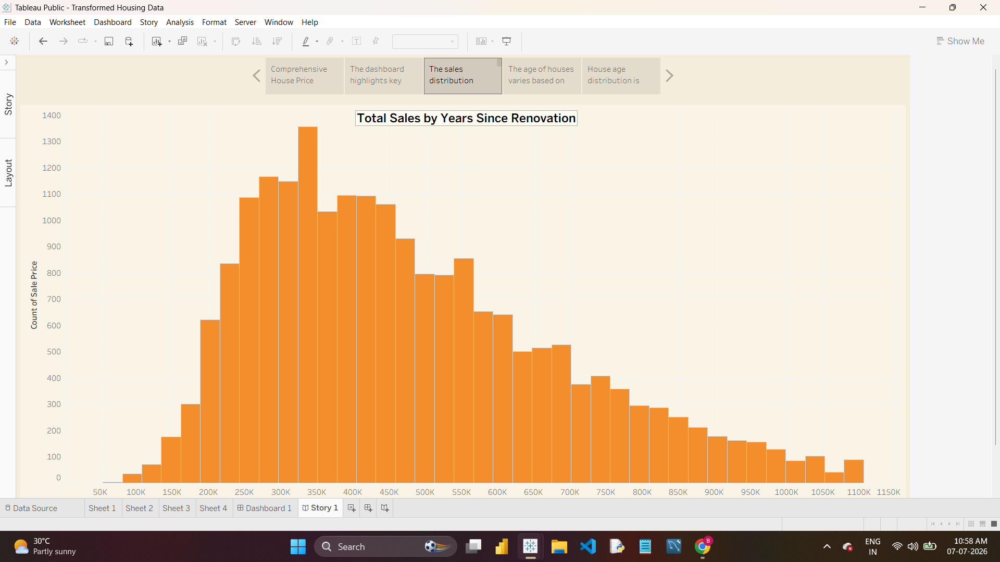 Tableau Public - Transformed Housing Data
File Data Worksheet Dashboard Story Analysis Format Server Window Help
Show Me
Comprehensive
House Price
The dashboard
highlights key
The sales
distribution
The age of houses
varies based on
House age
distribution is
Story
Layout
Total Sales by Years Since Renovation
1400
1300
1200
1100
1000
900
800
700
600
500
400
300
200
100
0
Count of Sale Price
50K 100K 150K 200K 250K 300K 350K 400K 450K 500K 550K 600K 650K 700K 750K 800K 850K 900K 950K 1000K 1050K 1100K 1150K
Data Source Sheet 1 Sheet 2 Sheet 3 Sheet 4 Dashboard 1 Story 1
30°C
Partly sunny
Search
B
ENG
IN
10:58 AM
07-07-2026